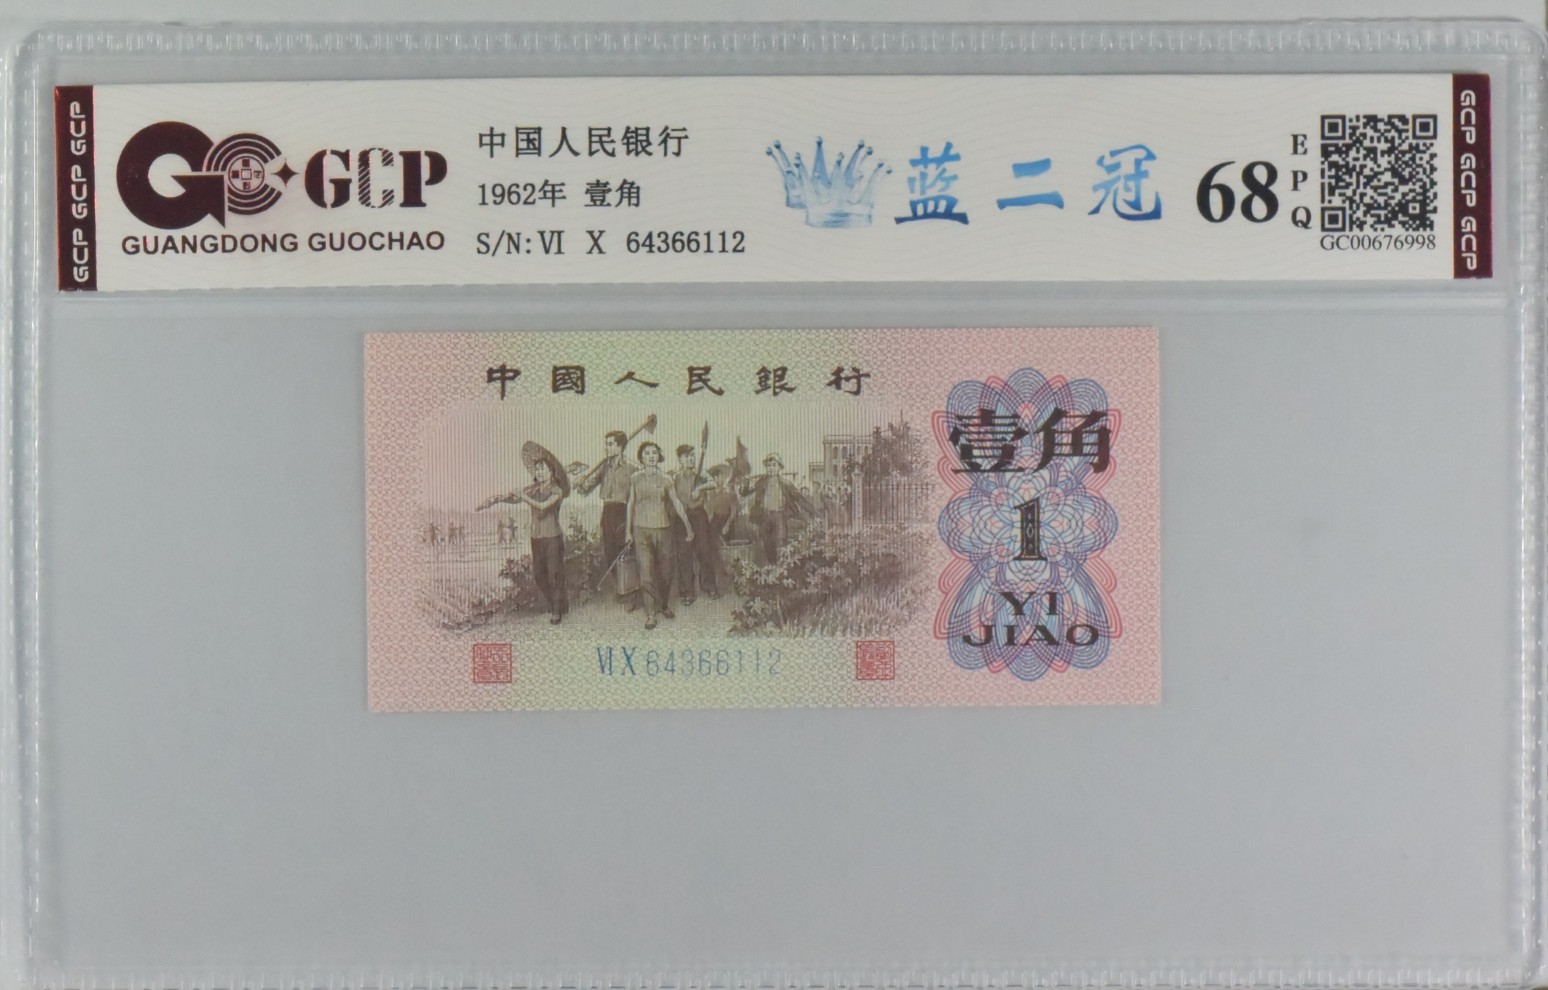 GCP GCP GCP
GCP
GUANGDONG GUOCHAO
中国人民银行
1962年 壹角
S/N:VI X 64366112
蓝二冠
68
EPQ
GC00676998
GCP GCP GCP
中國人民銀行
壹角
1
YI
JIAO
VI X 64366112